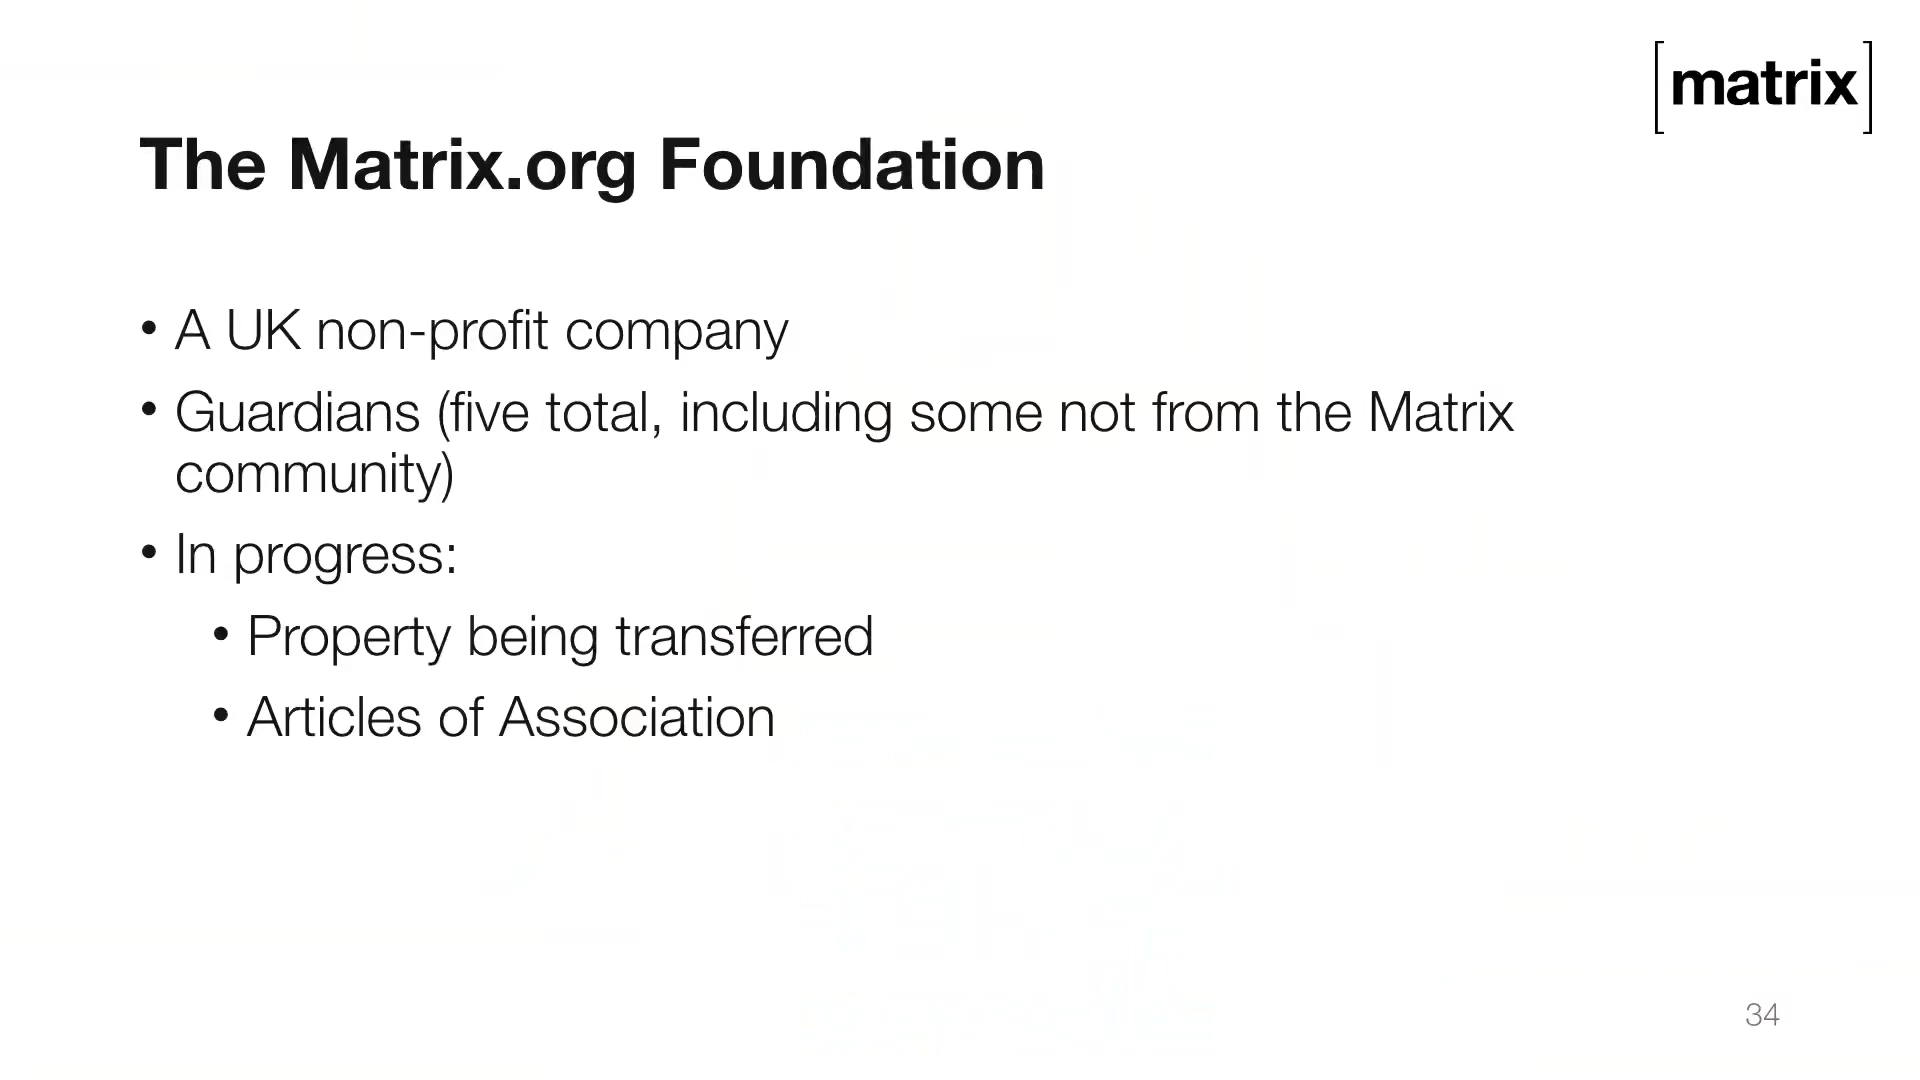 [matrix]
The Matrix.org Foundation
• A UK non-profit company
• Guardians (five total, including some not from the Matrix
community)
• In progress:
• Property being transferred
• Articles of Association
34